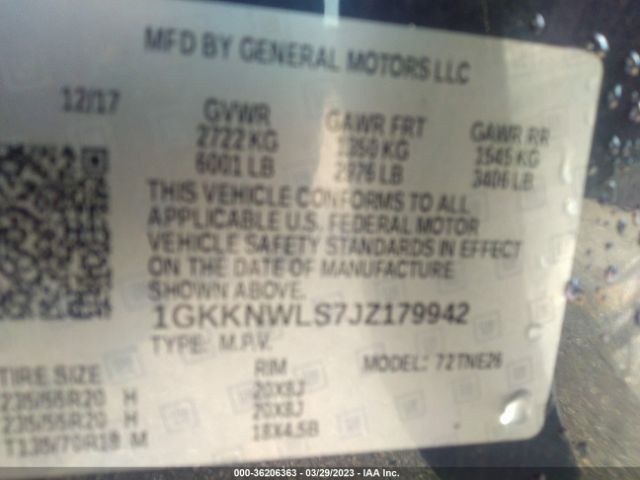 MFD BY GENERAL MOTORS LLC
12/17 GVWR GAWR FRT GAWR RR
2722 KG 1350 KG 1545 KG
6001 LB 2976 LB 3406 LB
THIS VEHICLE CONFORMS TO ALL
APPLICABLE U.S. FEDERAL MOTOR
VEHICLE SAFETY STANDARDS IN EFFECT
ON THE DATE OF MANUFACTURE
SHOWN ABOVE.
1GKKNWLS7JZ179942
TYPE: M.P.V. MODEL: 72TNE26
TIRE SIZE RIM
235/55R20 H 20X8J
235/55R20 H 20X8J
T135/70R18 M 18X4.5B
000-36206363 - 03/29/2023 - IAA Inc.